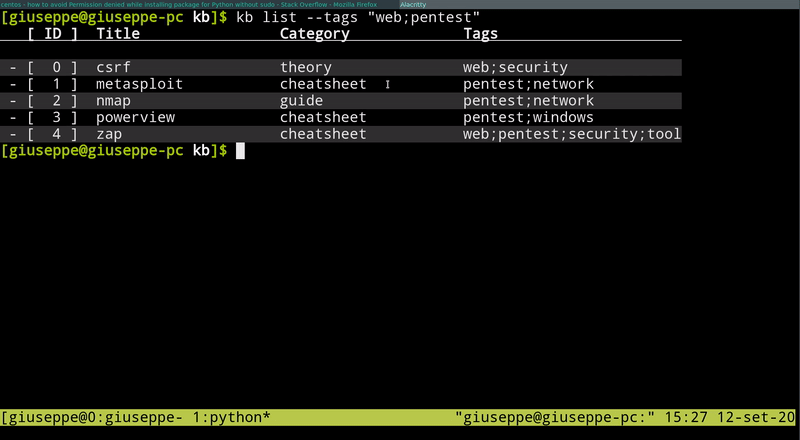 centos - how to avoid Permission denied while installing package for Python without sudo - Stack Overflow - Mozilla Firefox Alacritty
[giuseppe@giuseppe-pc kb]$ kb list --tags "web;pentest"
[ ID ] Title Category Tags
- [ 0 ] csrf theory web;security
- [ 1 ] metasploit cheatsheet pentest;network
- [ 2 ] nmap guide pentest;network
- [ 3 ] powerview cheatsheet pentest;windows
- [ 4 ] zap cheatsheet web;pentest;security;tool
[giuseppe@giuseppe-pc kb]$
[giuseppe@0:giuseppe- 1:python* "giuseppe@giuseppe-pc:" 15:27 12-set-20